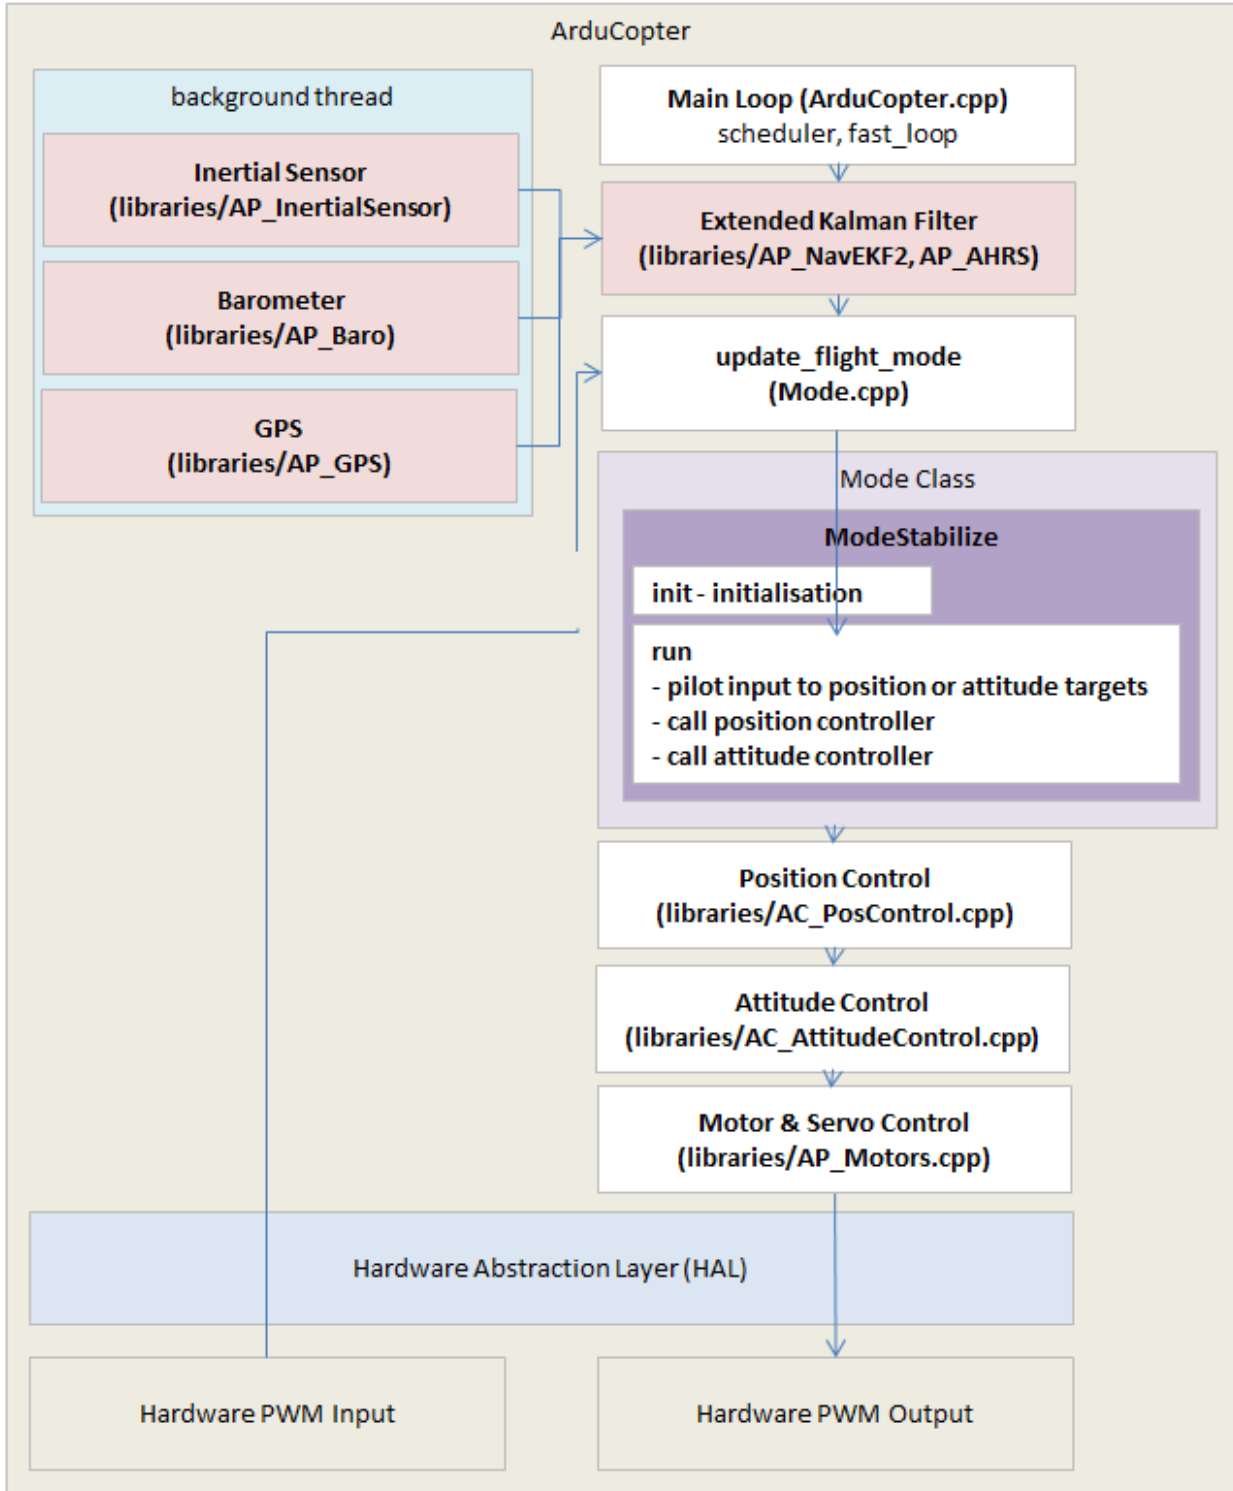 ArduCopter
background thread
Inertial Sensor
(libraries/AP_InertialSensor)
Barometer
(libraries/AP_Baro)
GPS
(libraries/AP_GPS)
Main Loop (ArduCopter.cpp)
scheduler, fast_loop
Extended Kalman Filter
(libraries/AP_NavEKF2, AP_AHRS)
update_flight_mode
(Mode.cpp)
Mode Class
ModeStabilize
init - initialisation
run
- pilot input to position or attitude targets
- call position controller
- call attitude controller
Position Control
(libraries/AC_PosControl.cpp)
Attitude Control
(libraries/AC_AttitudeControl.cpp)
Motor & Servo Control
(libraries/AP_Motors.cpp)
Hardware Abstraction Layer (HAL)
Hardware PWM Input
Hardware PWM Output